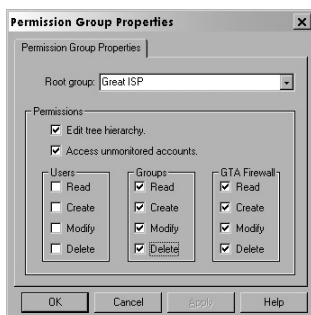 Permission Group Properties
Permission Group Properties
Root group: Great ISP
Permissions
Edit tree hierarchy.
Access unmonitored accounts.
Users Groups GTA Firewall
Read Read Read
Create Create Create
Modify Modify Modify
Delete Delete Delete
OK Cancel Apply Help